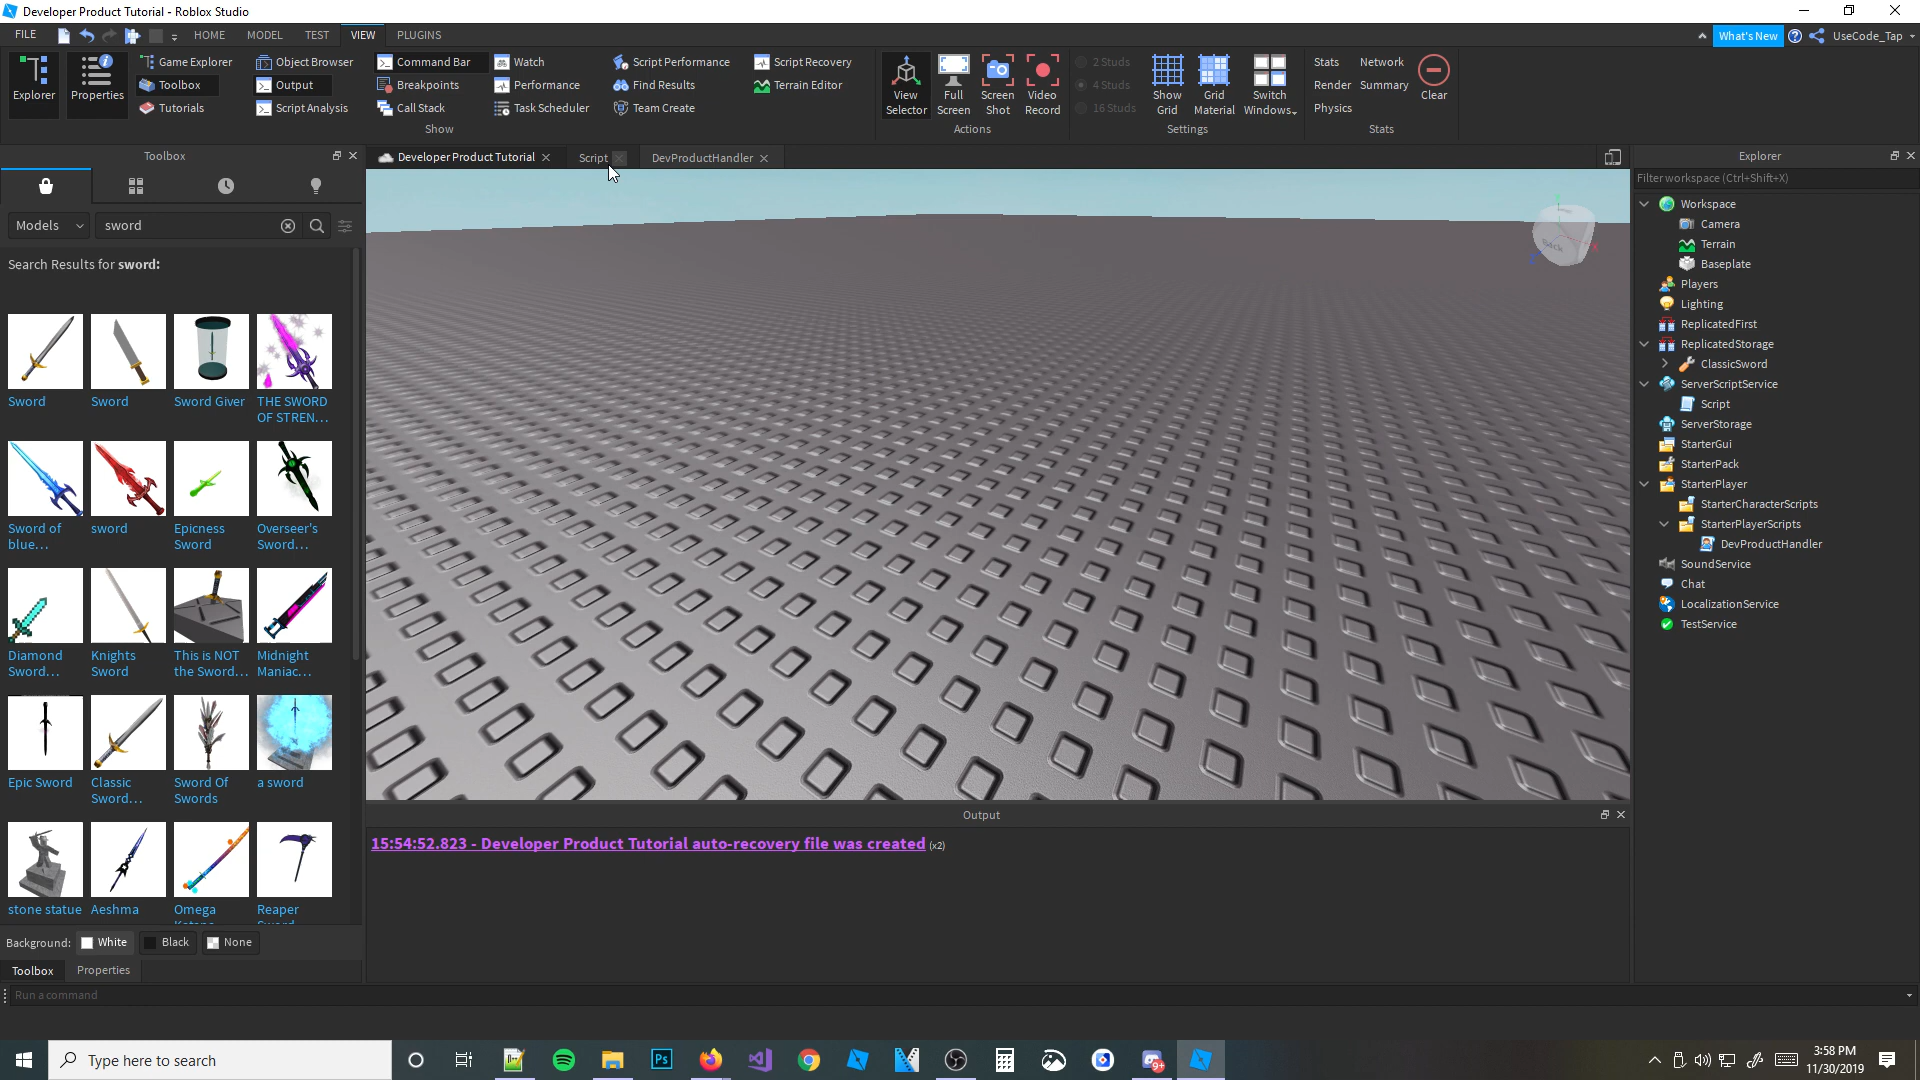 Developer Product Tutorial - Roblox Studio
FILE
HOME
MODEL
TEST
VIEW
PLUGINS
What's New
UseCode_Tap
Explorer
Properties
Game Explorer
Toolbox
Tutorials
Object Browser
Output
Script Analysis
Command Bar
Breakpoints
Call Stack
Watch
Performance
Task Scheduler
Script Performance
Find Results
Team Create
Script Recovery
Terrain Editor
Show
View
Selector
Full
Screen
Screen
Shot
Video
Record
Actions
2 Studs
4 Studs
16 Studs
Show
Grid
Grid
Material
Switch
Windows
Settings
Stats
Render
Physics
Network
Summary
Clear
Stats
Toolbox
Developer Product Tutorial
Script
DevProductHandler
Explorer
Models
sword
Search Results for sword:
Sword
Sword
Sword Giver
THE SWORD
OF STREN...
Sword of
blue...
sword
Epicness
Sword
Overseer's
Sword...
Diamond
Sword...
Knights
Sword
This is NOT
the Sword...
Midnight
Maniac...
Epic Sword
Classic
Sword...
Sword Of
Swords
a sword
stone statue
Aeshma
Omega
Katana
Reaper
Sword
Background:
White
Black
None
Toolbox
Properties
Back
Output
15:54:52.823 - Developer Product Tutorial auto-recovery file was created (x2)
Filter workspace (Ctrl+Shift+X)
Workspace
Camera
Terrain
Baseplate
Players
Lighting
ReplicatedFirst
ReplicatedStorage
ClassicSword
ServerScriptService
Script
ServerStorage
StarterGui
StarterPack
StarterPlayer
StarterCharacterScripts
StarterPlayerScripts
DevProductHandler
SoundService
Chat
LocalizationService
TestService
Run a command
Type here to search
Ps
9+
3:58 PM
11/30/2019